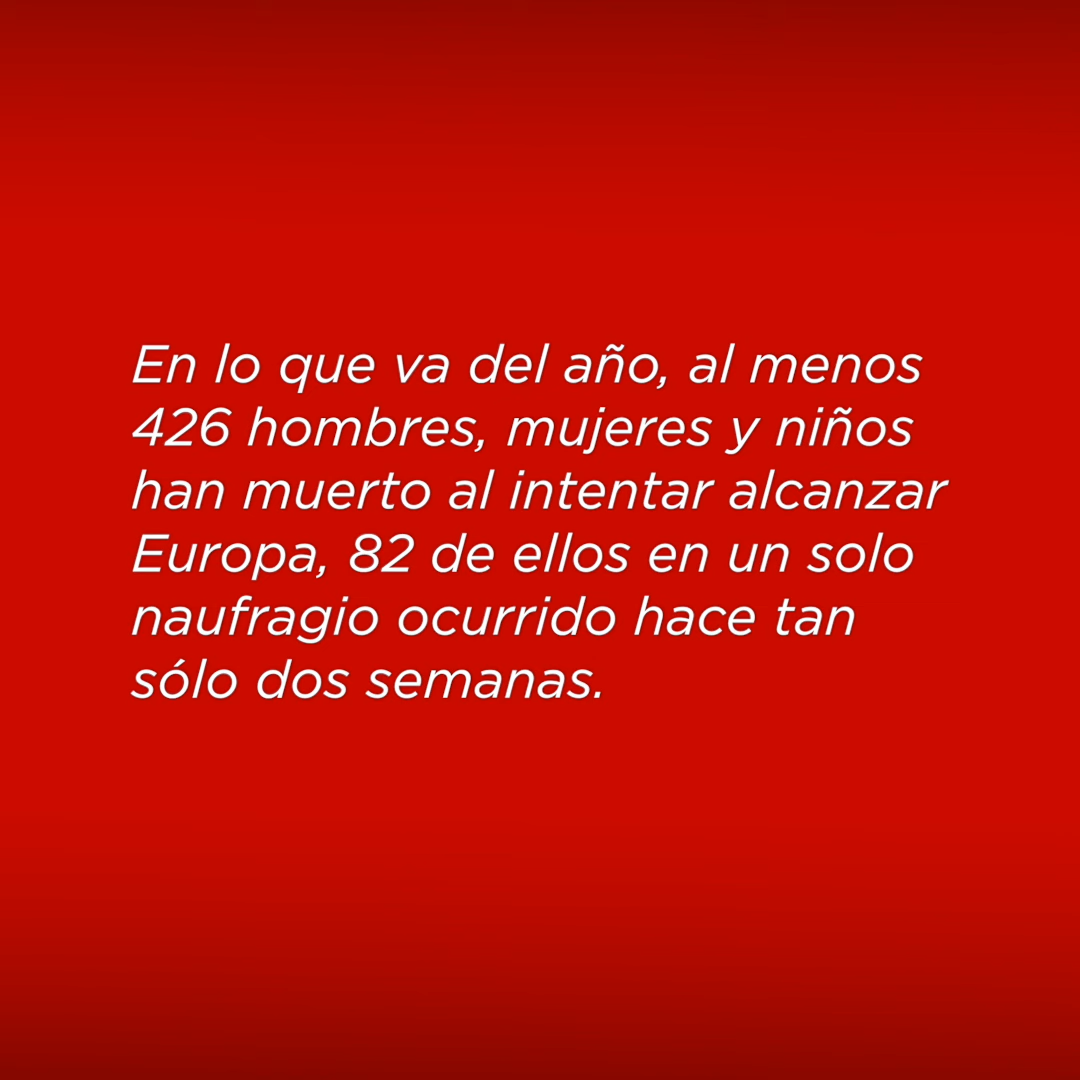 En lo que va del año, al menos
426 hombres, mujeres y niños
han muerto al intentar alcanzar
Europa, 82 de ellos en un solo
naufragio ocurrido hace tan
sólo dos semanas.